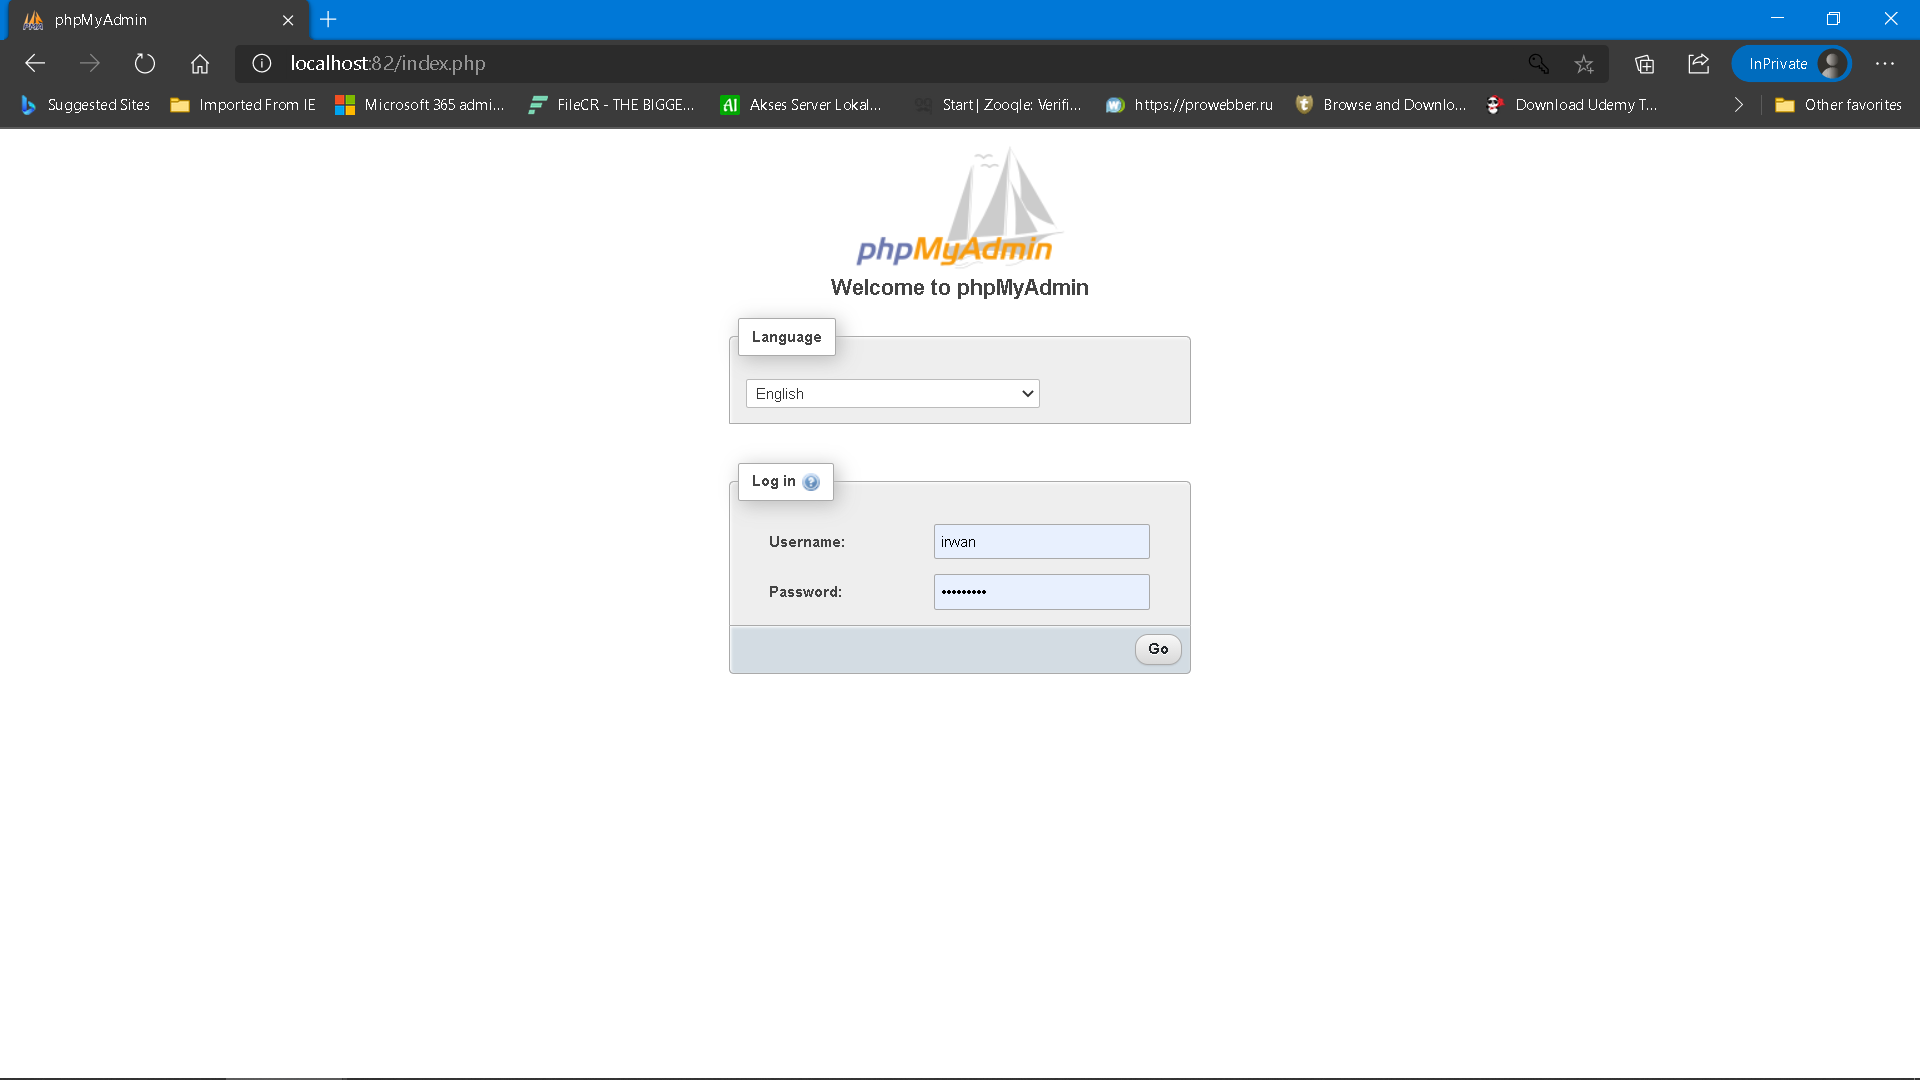 phpMyAdmin
localhost:82/index.php
InPrivate
Suggested Sites
Imported From IE
Microsoft 365 admi...
FileCR - THE BIGGE...
Akses Server Lokal...
Start | Zooqle: Verifi...
https://prowebber.ru
Browse and Downlo...
Download Udemy T...
Other favorites
phpMyAdmin
Welcome to phpMyAdmin
Language
English
Log in
Username:
irwan
Password:
•••••••••
Go